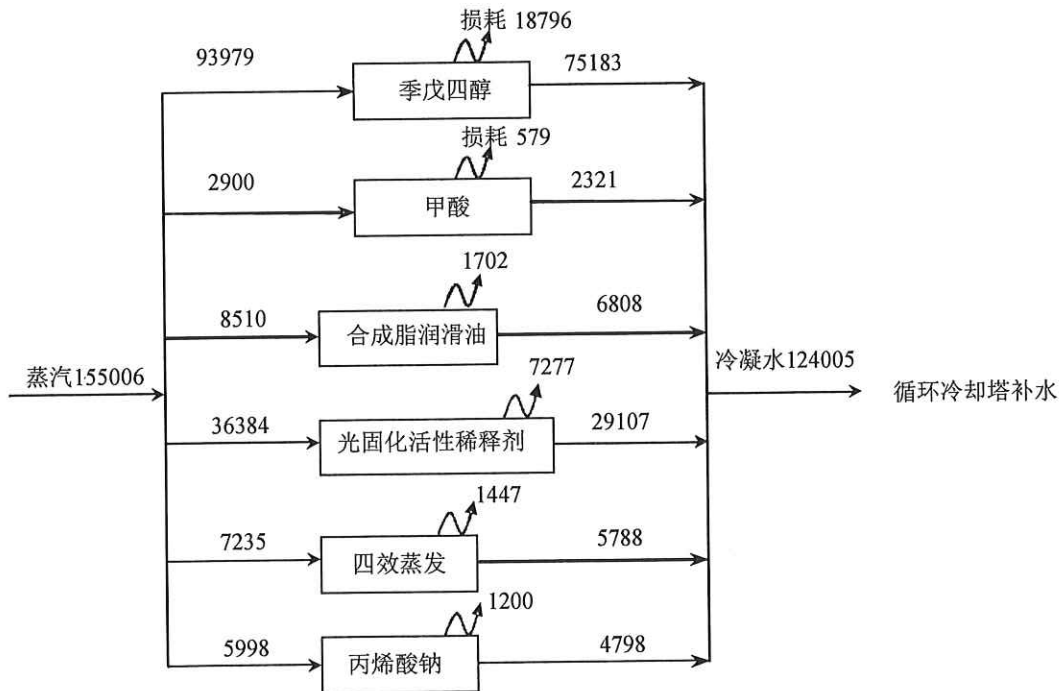 损耗 18796
93979
季戊四醇
75183
损耗 579
2900
甲酸
2321
1702
8510
合成脂润滑油
6808
蒸汽155006
冷凝水124005
循环冷却塔补水
7277
36384
光固化活性稀释剂
29107
1447
7235
四效蒸发
5788
1200
5998
丙烯酸钠
4798